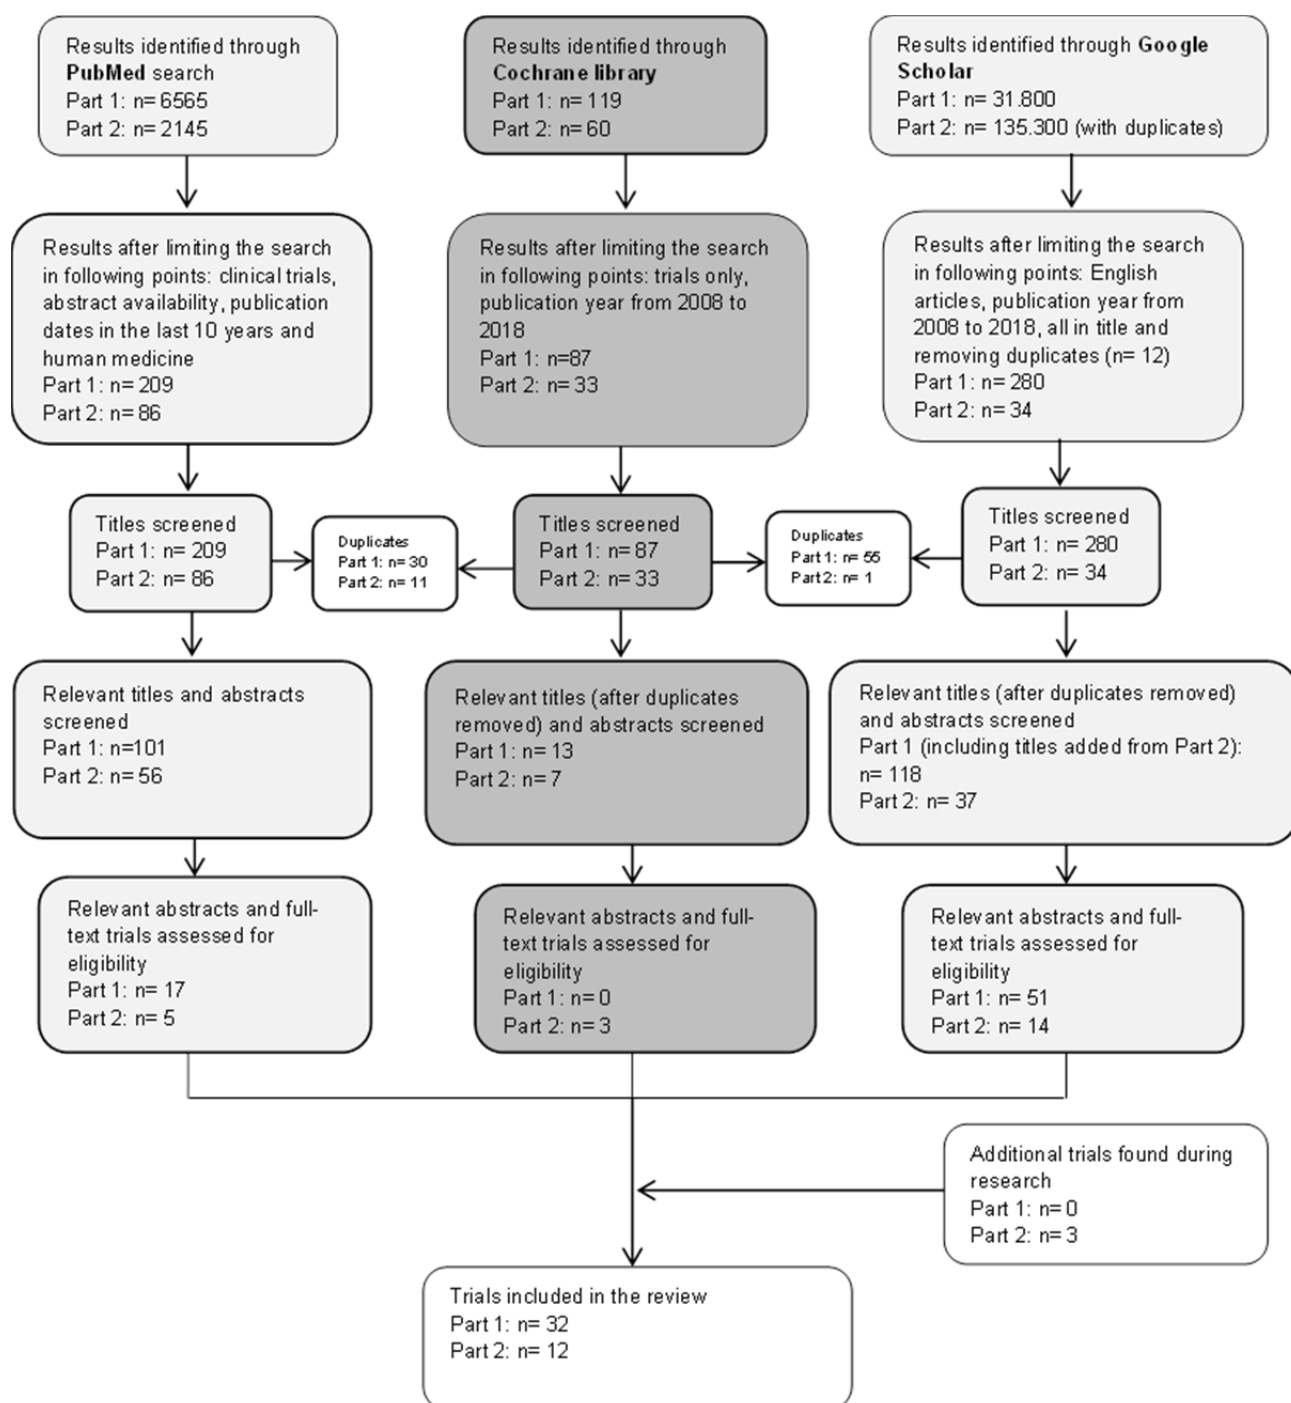 Results identified through
PubMed search
Part 1: n= 6565
Part 2: n= 2145
Results identified through
Cochrane library
Part 1: n= 119
Part 2: n= 60
Results identified through Google
Scholar
Part 1: n= 31.800
Part 2: n= 135.300 (with duplicates)
Results after limiting the search
in following points: clinical trials,
abstract availability, publication
dates in the last 10 years and
human medicine
Part 1: n= 209
Part 2: n= 86
Results after limiting the search
in following points: trials only,
publication year from 2008 to
2018
Part 1: n=87
Part 2: n= 33
Results after limiting the search
in following points: English
articles, publication year from
2008 to 2018, all in title and
removing duplicates (n= 12)
Part 1: n= 280
Part 2: n= 34
Titles screened
Part 1: n= 209
Part 2: n= 86
Duplicates
Part 1: n= 30
Part 2: n= 11
Titles screened
Part 1: n= 87
Part 2: n= 33
Duplicates
Part 1: n= 55
Part 2: n= 1
Titles screened
Part 1: n= 280
Part 2: n= 34
Relevant titles and abstracts
screened
Part 1: n=101
Part 2: n= 56
Relevant titles (after duplicates
removed) and abstracts screened
Part 1: n= 13
Part 2: n= 7
Relevant titles (after duplicates removed)
and abstracts screened
Part 1 (including titles added from Part 2):
n= 118
Part 2: n= 37
Relevant abstracts and full-
text trials assessed for
eligibility
Part 1: n= 17
Part 2: n= 5
Relevant abstracts and full-
text trials assessed for
eligibility
Part 1: n= 0
Part 2: n= 3
Relevant abstracts and full-
text trials assessed for
eligibility
Part 1: n= 51
Part 2: n= 14
Additional trials found during
research
Part 1: n= 0
Part 2: n= 3
Trials included in the review
Part 1: n= 32
Part 2: n= 12